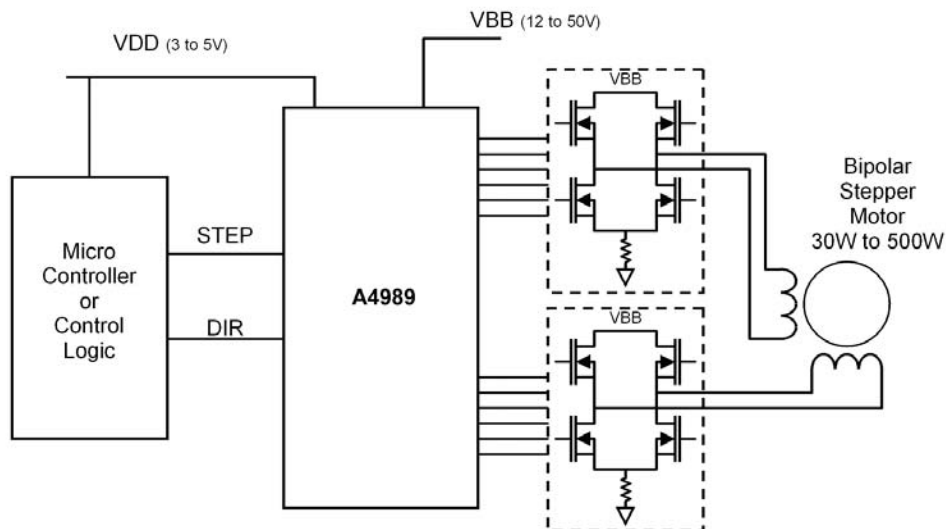 VBB (12 to 50V)
VDD (3 to 5V)
VBB
Bipolar
Stepper
Motor
30W to 500W
STEP
Micro
Controller
or
Control
Logic
A4989
DIR
VBB